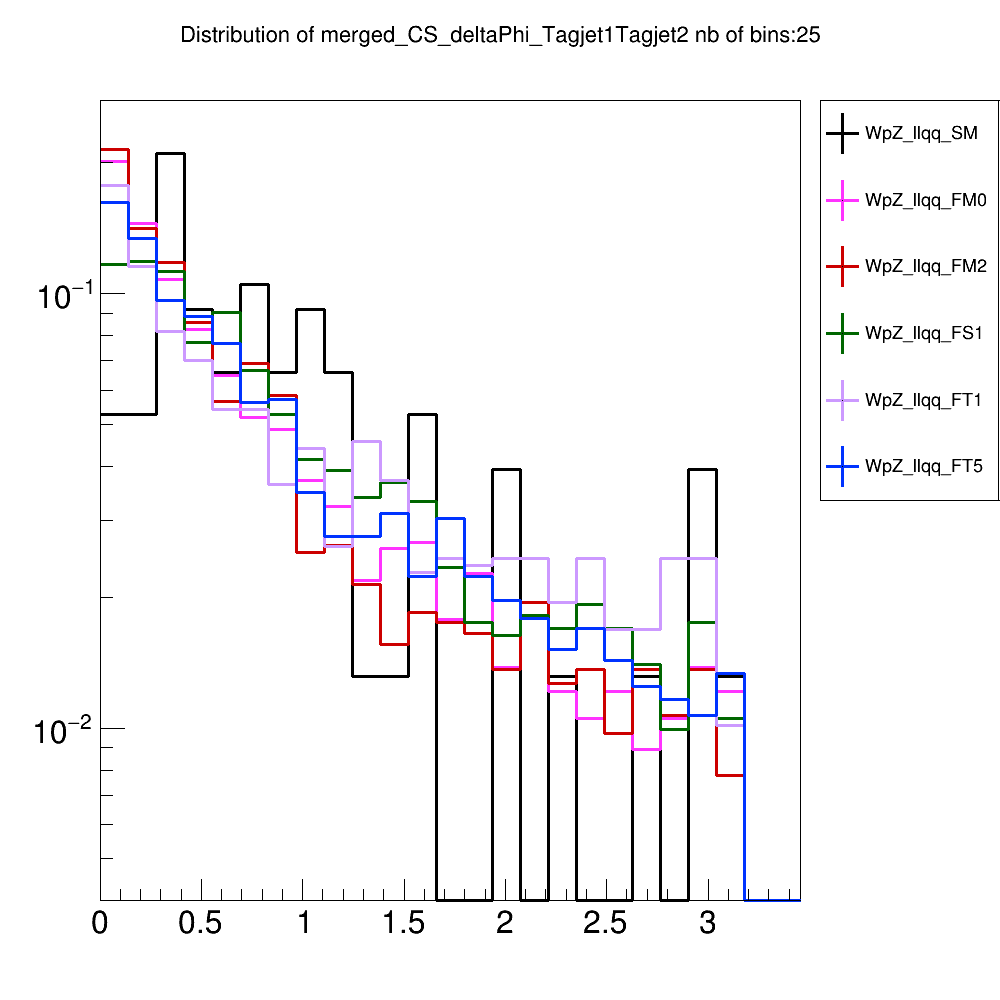 Distribution of merged_CS_deltaPhi_Tagjet1Tagjet2 nb of bins:25
WpZ_llqq_SM
WpZ_llqq_FM0
WpZ_llqq_FM2
WpZ_llqq_FS1
WpZ_llqq_FT1
WpZ_llqq_FT5
10⁻¹
10⁻²
0 0.5 1 1.5 2 2.5 3